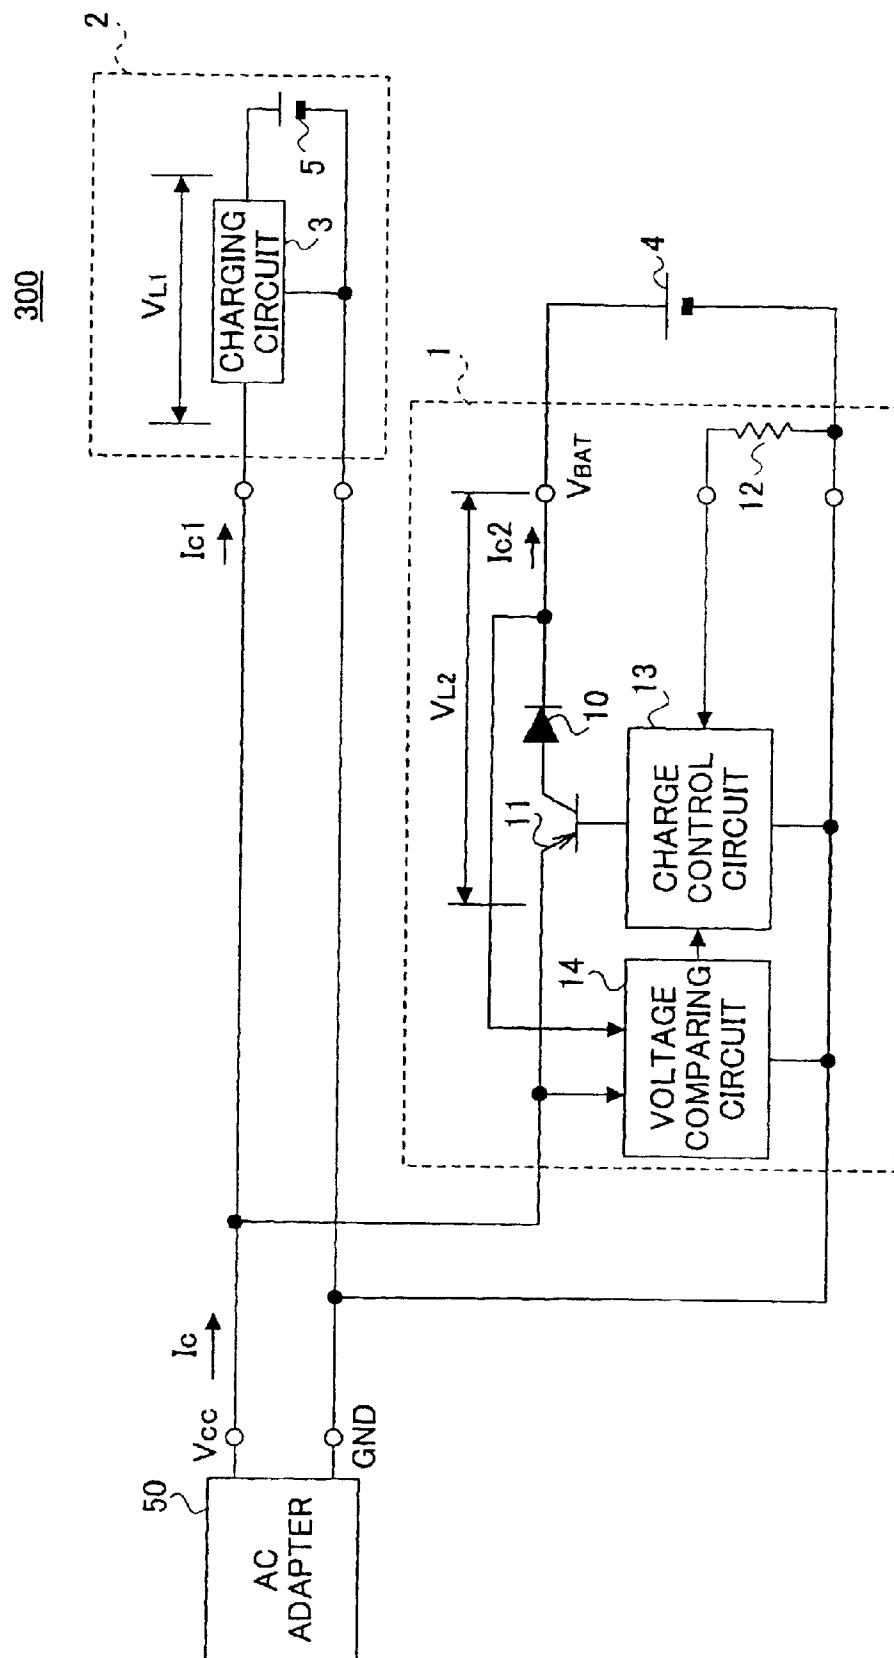 300
2
VL1
CHARGING
CIRCUIT
3
5
Ic1
Ic
Vcc
GND
50
AC
ADAPTER
1
4
VL2
Ic2
VBAT
10
11
12
13
CHARGE
CONTROL
CIRCUIT
14
VOLTAGE
COMPARING
CIRCUIT